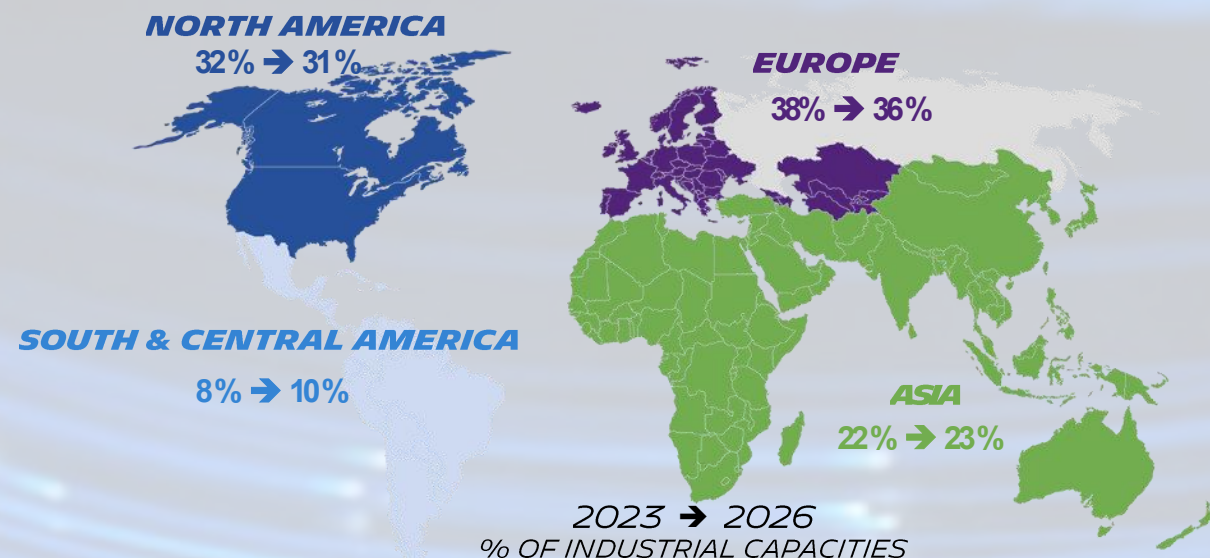 NORTH AMERICA
32% ➔ 31%
EUROPE
38% ➔ 36%
SOUTH & CENTRAL AMERICA
8% ➔ 10%
ASIA
22% ➔ 23%
2023 ➔ 2026
% OF INDUSTRIAL CAPACITIES